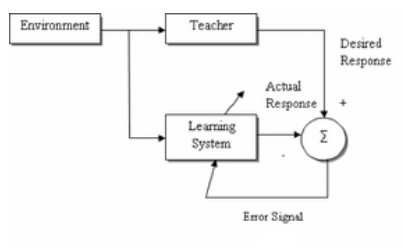 Environment
Teacher
Desired
Response
Actual
Response
+
Learning
System
Σ
-
Error Signal